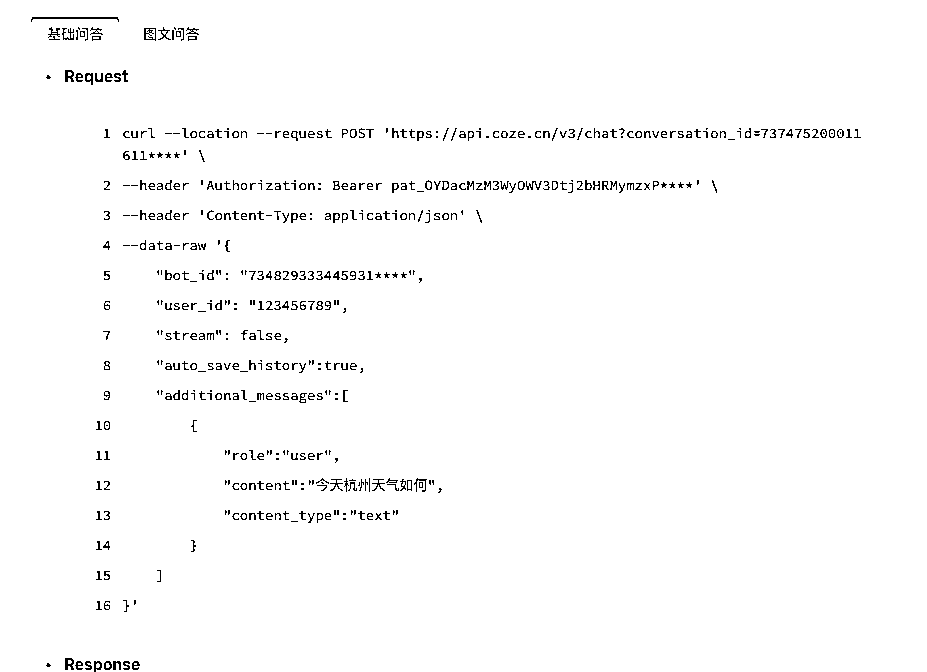 基础问答 图文问答
• Request
1 curl --location --request POST 'https://api.coze.cn/v3/chat?conversation_id=737475200011
611****' \
2 --header 'Authorization: Bearer pat_OYDacMzM3WyOWV3Dtj2bHRMymzxP****' \
3 --header 'Content-Type: application/json' \
4 --data-raw '{
5 "bot_id": "734829333445931****",
6 "user_id": "123456789",
7 "stream": false,
8 "auto_save_history":true,
9 "additional_messages":[
10 {
11 "role":"user",
12 "content":"今天杭州天气如何",
13 "content_type":"text"
14 }
15 ]
16 }'
• Response